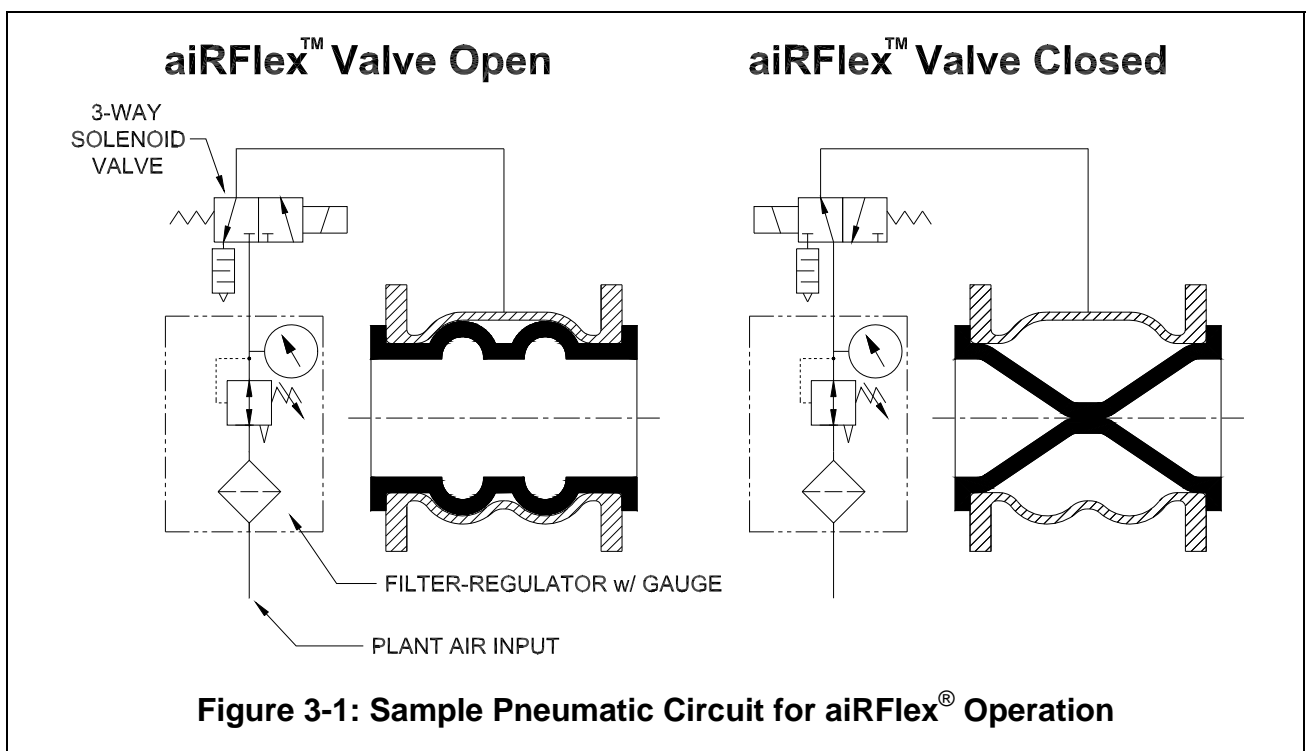 aiRFlex™ Valve Open
aiRFlex™ Valve Closed
3-WAY
SOLENOID
VALVE
FILTER-REGULATOR w/ GAUGE
PLANT AIR INPUT
Figure 3-1: Sample Pneumatic Circuit for aiRFlex® Operation